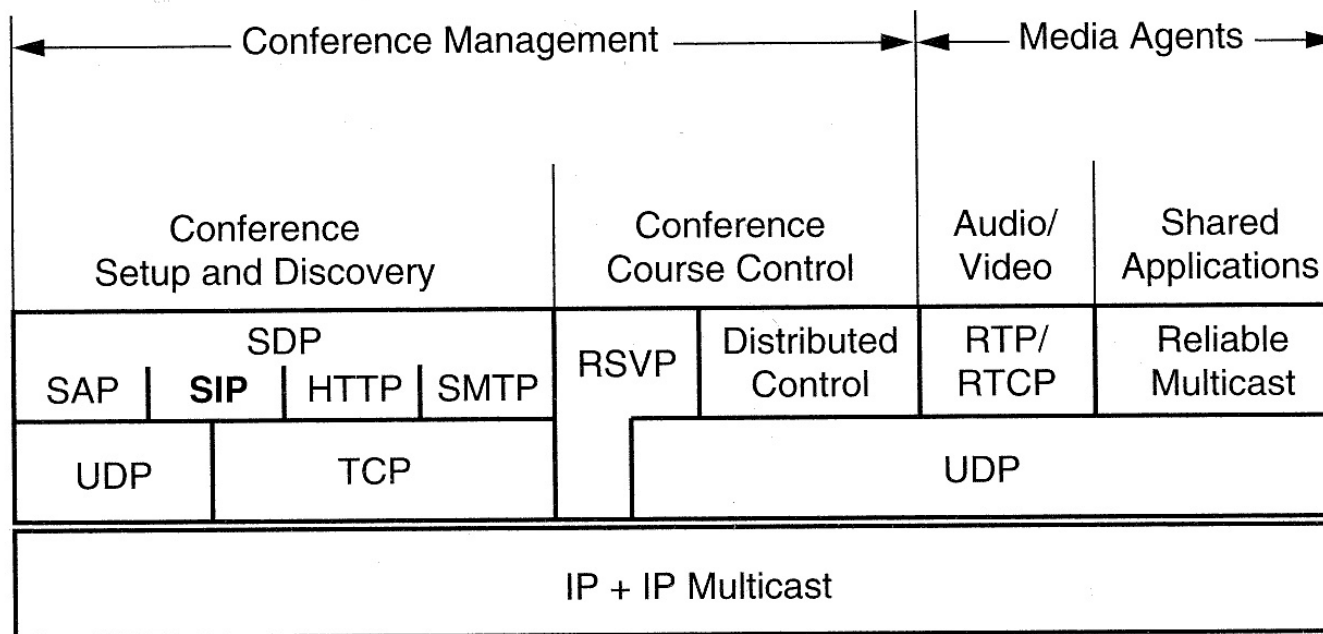 Conference Management
Media Agents
Conference
Setup and Discovery
Conference
Course Control
Audio/
Video
Shared
Applications
SDP
SAP
SIP
HTTP
SMTP
RSVP
Distributed
Control
RTP/
RTCP
Reliable
Multicast
UDP
TCP
UDP
IP + IP Multicast